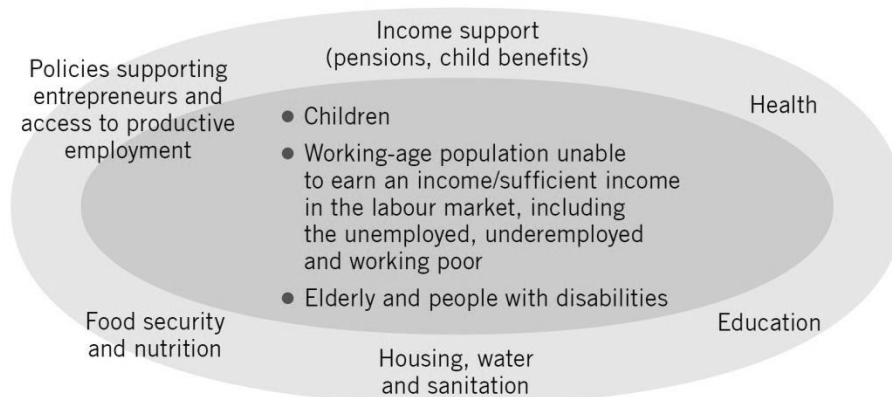 Income support
(pensions, child benefits)
Policies supporting
entrepreneurs and
access to productive
employment
Health
● Children
● Working-age population unable
to earn an income/sufficient income
in the labour market, including
the unemployed, underemployed
and working poor
● Elderly and people with disabilities
Food security
and nutrition
Education
Housing, water
and sanitation